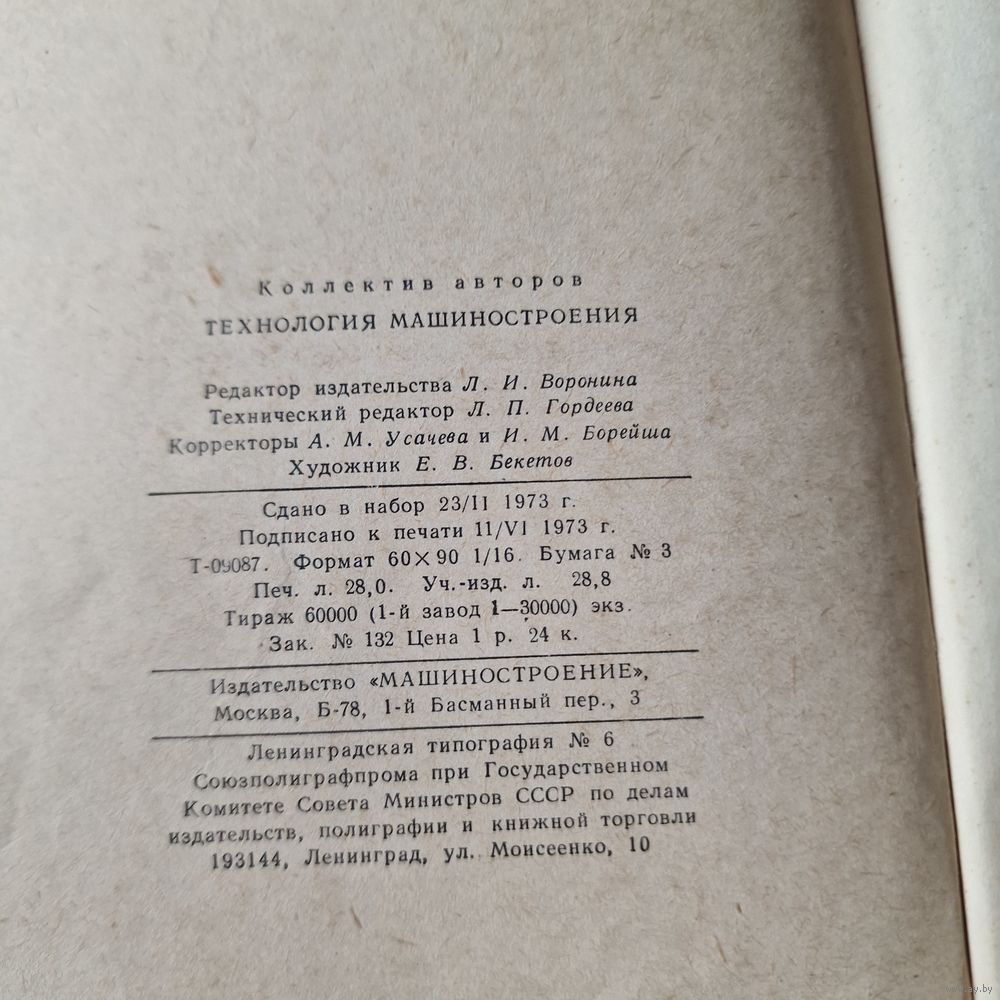 Коллектив авторов
ТЕХНОЛОГИЯ МАШИНОСТРОЕНИЯ
Редактор издательства Л. И. Воронина
Технический редактор Л. П. Гордеева
Корректоры А. М. Усачева и И. М. Борейша
Художник Е. В. Бекетов
Сдано в набор 23/II 1973 г.
Подписано к печати 11/VI 1973 г.
Т-09087. Формат 60×90 1/16. Бумага № 3
Печ. л. 28,0. Уч.-изд. л. 28,8
Тираж 60000 (1-й завод 1—30000) экз.
Зак. № 132 Цена 1 р. 24 к.
Издательство «МАШИНОСТРОЕНИЕ»,
Москва, Б-78, 1-й Басманный пер., 3
Ленинградская типография № 6
Союзполиграфпрома при Государственном
Комитете Совета Министров СССР по делам
издательств, полиграфии и книжной торговли
193144, Ленинград, ул. Моисеенко, 10